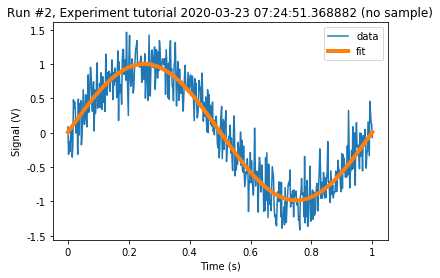 Run #2, Experiment tutorial 2020-03-23 07:24:51.368882 (no sample)
data
fit
1.5
1
0.5
0
-0.5
-1
-1.5
Signal (V)
0
0.2
0.4
0.6
0.8
1
Time (s)